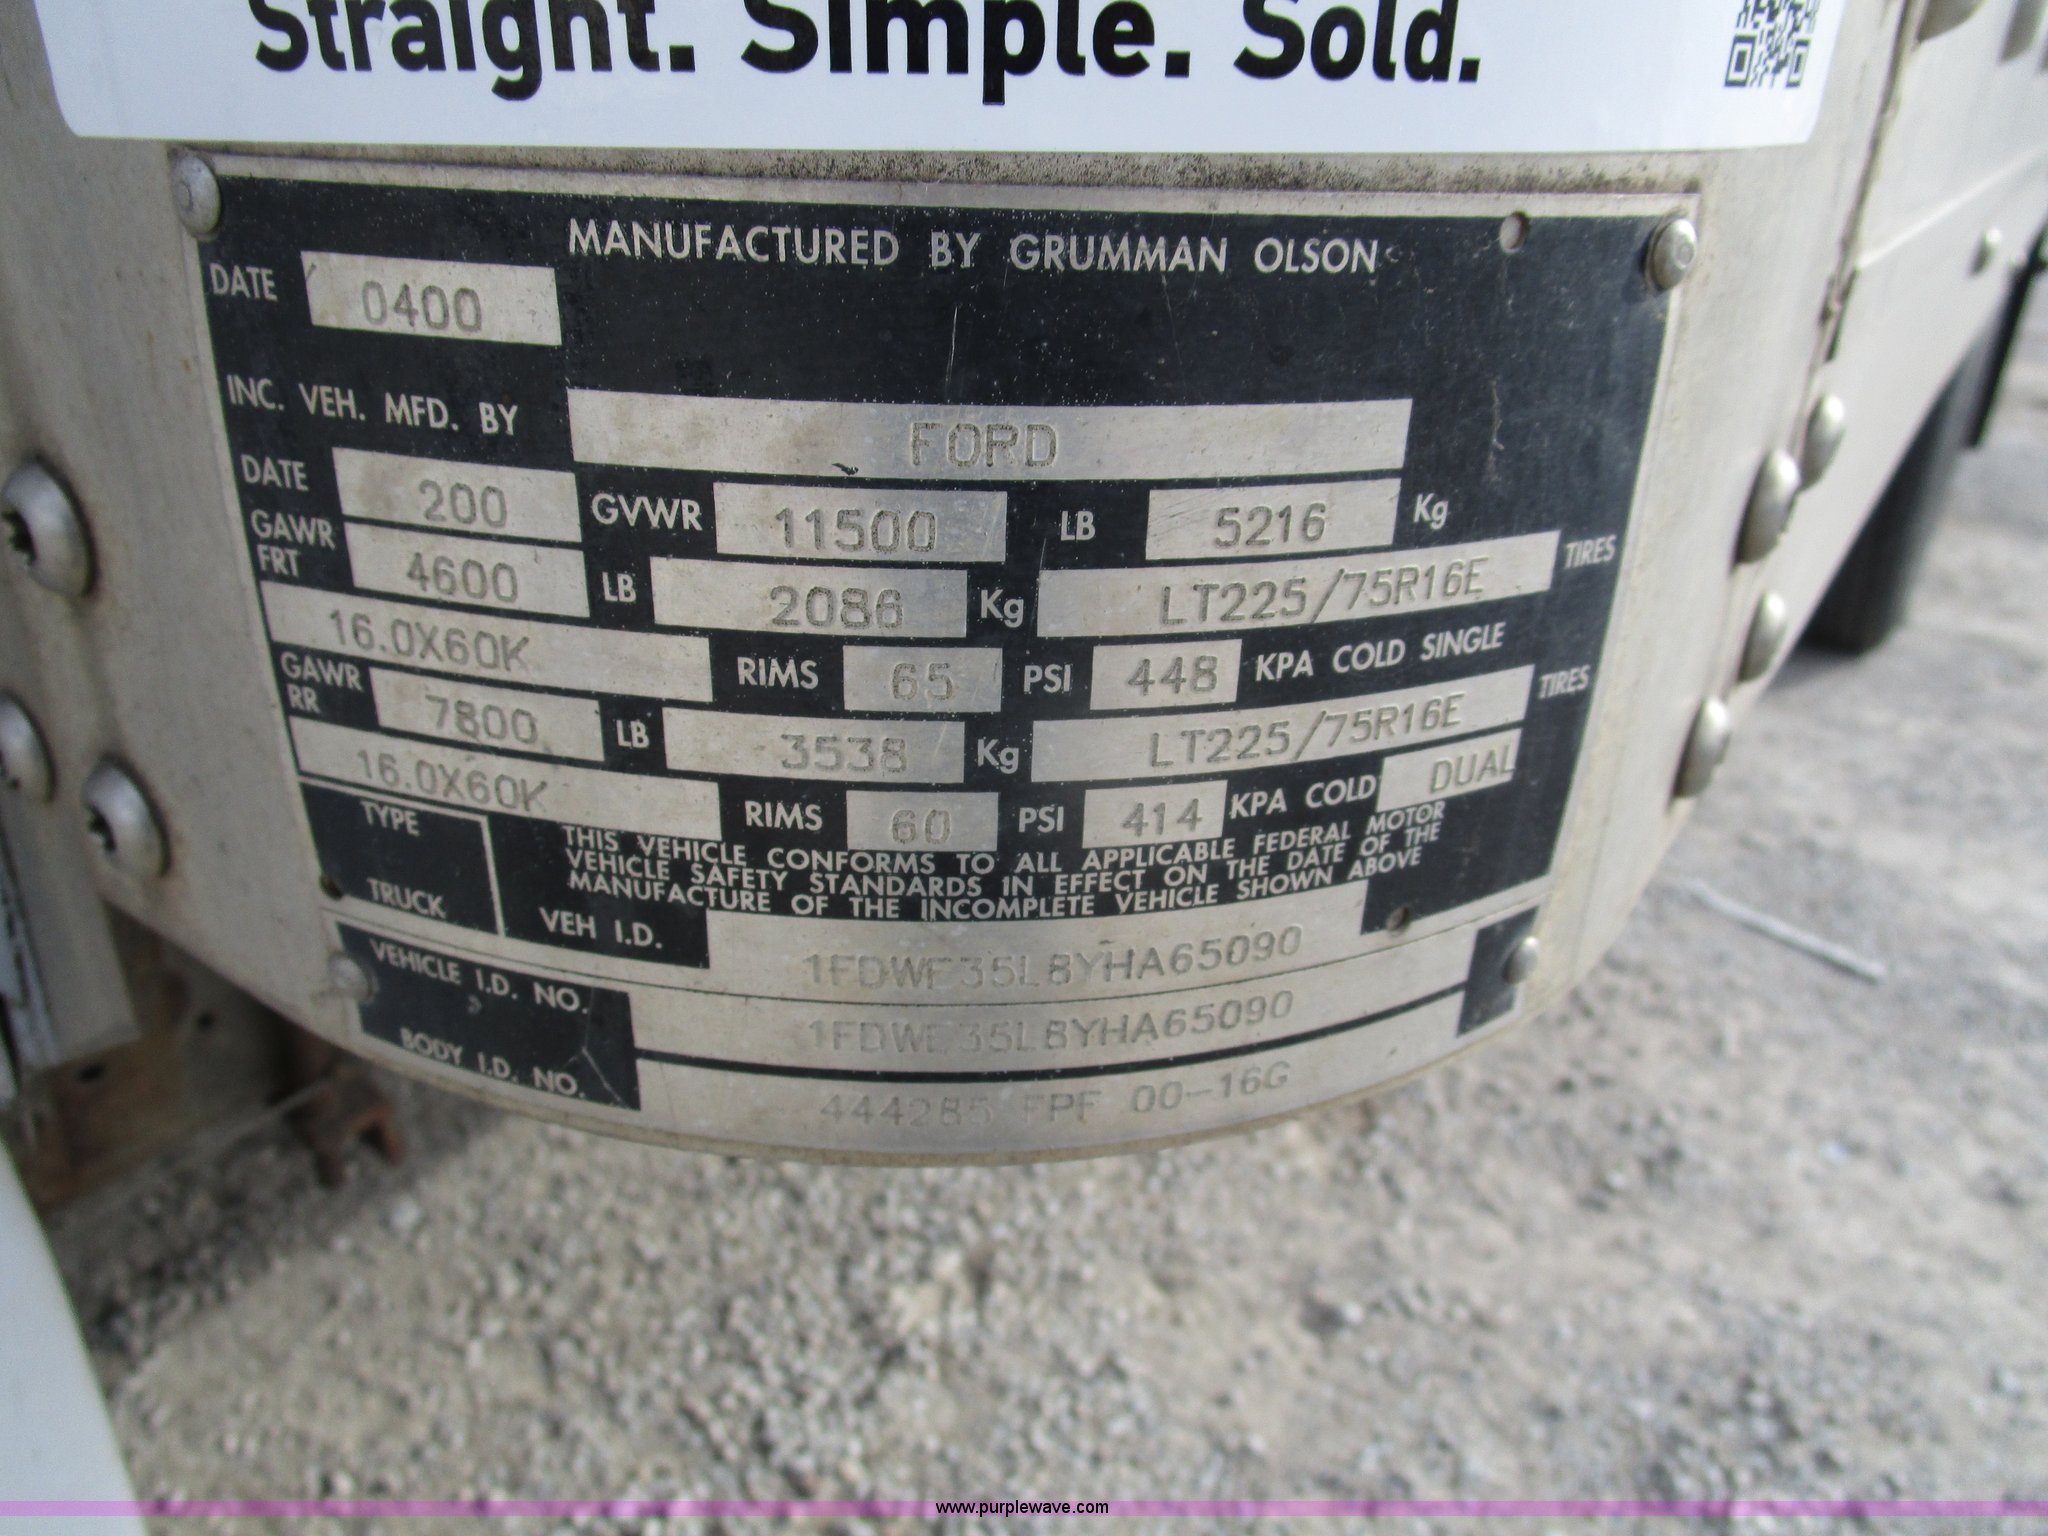 Straight. Simple. Sold.
MANUFACTURED BY GRUMMAN OLSON
DATE 0400
INC. VEH. MFD. BY FORD
DATE 200 GVWR 11500 LB 5216 Kg
GAWR FRT 4600 LB 2086 Kg LT225/75R16E TIRES
16.0X60K RIMS 65 PSI 448 KPA COLD SINGLE
GAWR RR 7800 LB 3538 Kg LT225/75R16E TIRES
16.0X60K RIMS 60 PSI 414 KPA COLD DUAL
TYPE TRUCK
THIS VEHICLE CONFORMS TO ALL APPLICABLE FEDERAL MOTOR
VEHICLE SAFETY STANDARDS IN EFFECT ON THE DATE OF THE
MANUFACTURE OF THE INCOMPLETE VEHICLE SHOWN ABOVE
VEH I.D. 1FDWE35L8YHA65090
VEHICLE I.D. NO. 1FDWE35L8YHA65090
BODY I.D. NO. 444285 FPF 00-16G
www.purplewave.com